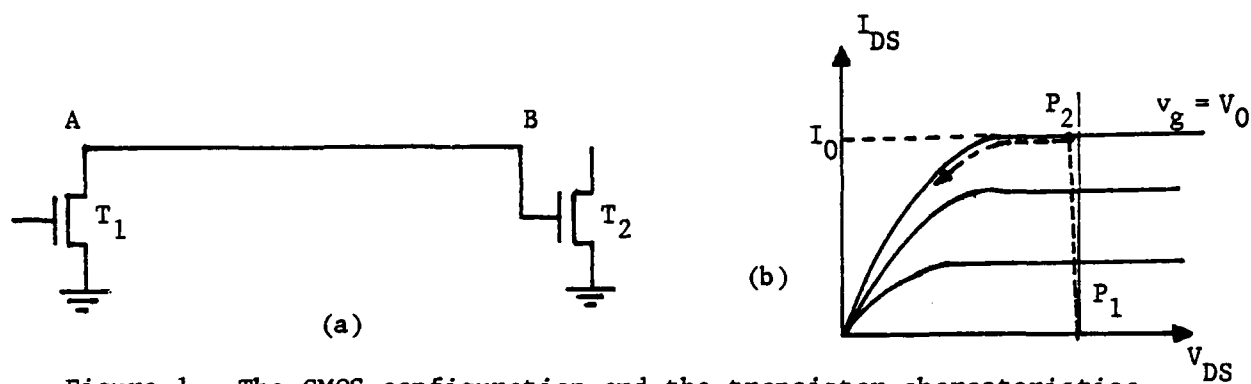 A
B
T1
T2
(a)
IDS
P2
vg = V0
I0
(b)
P1
VDS
Figure 1. The CMOS configuration and the transistor characteristics